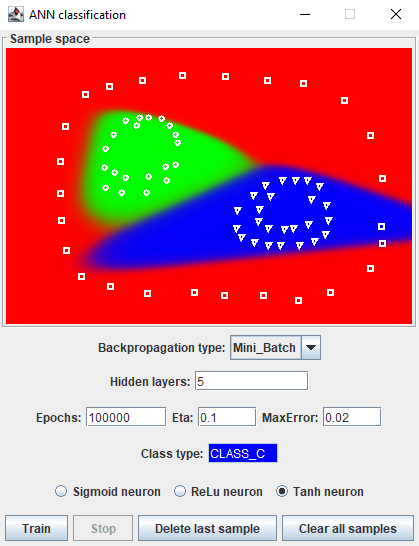 ANN classification
Sample space
Backpropagation type: Mini_Batch
Hidden layers: 5
Epochs: 100000 Eta: 0.1 MaxError: 0.02
Class type: CLASS_C
Sigmoid neuron ReLu neuron Tanh neuron
Train Stop Delete last sample Clear all samples